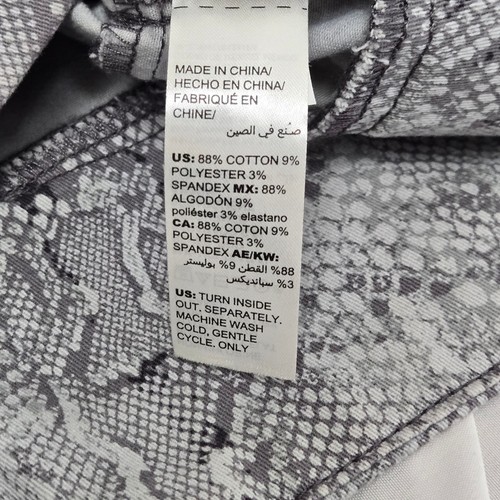 MADE IN CHINA/
HECHO EN CHINA/
FABRIQUÉ EN
CHINE/
صُنع في الصين
US: 88% COTTON 9%
POLYESTER 3%
SPANDEX MX: 88%
ALGODÓN 9%
poliéster 3% elastano
CA: 88% COTON 9%
POLYESTER 3%
SPANDEX AE/KW:
88% القطن 9% بوليستر
3% سبانديكس
US: TURN INSIDE
OUT, SEPARATELY,
MACHINE WASH
COLD, GENTLE
CYCLE, ONLY